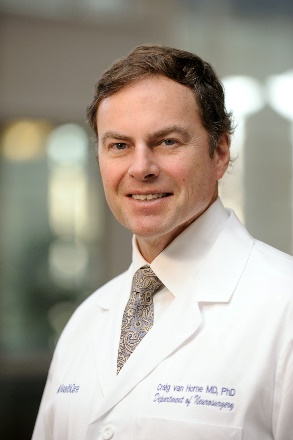 Craig van Horne MD, PhD
Department of Neurosurgery